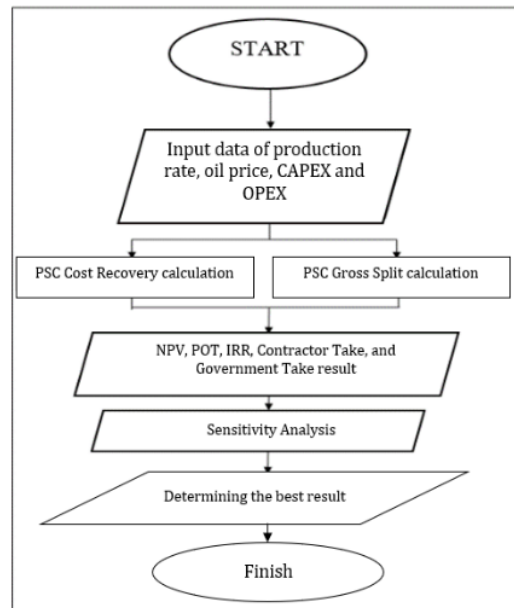 START
Input data of production
rate, oil price, CAPEX and
OPEX
PSC Cost Recovery calculation
PSC Gross Split calculation
NPV, POT, IRR, Contractor Take, and
Government Take result
Sensitivity Analysis
Determining the best result
Finish